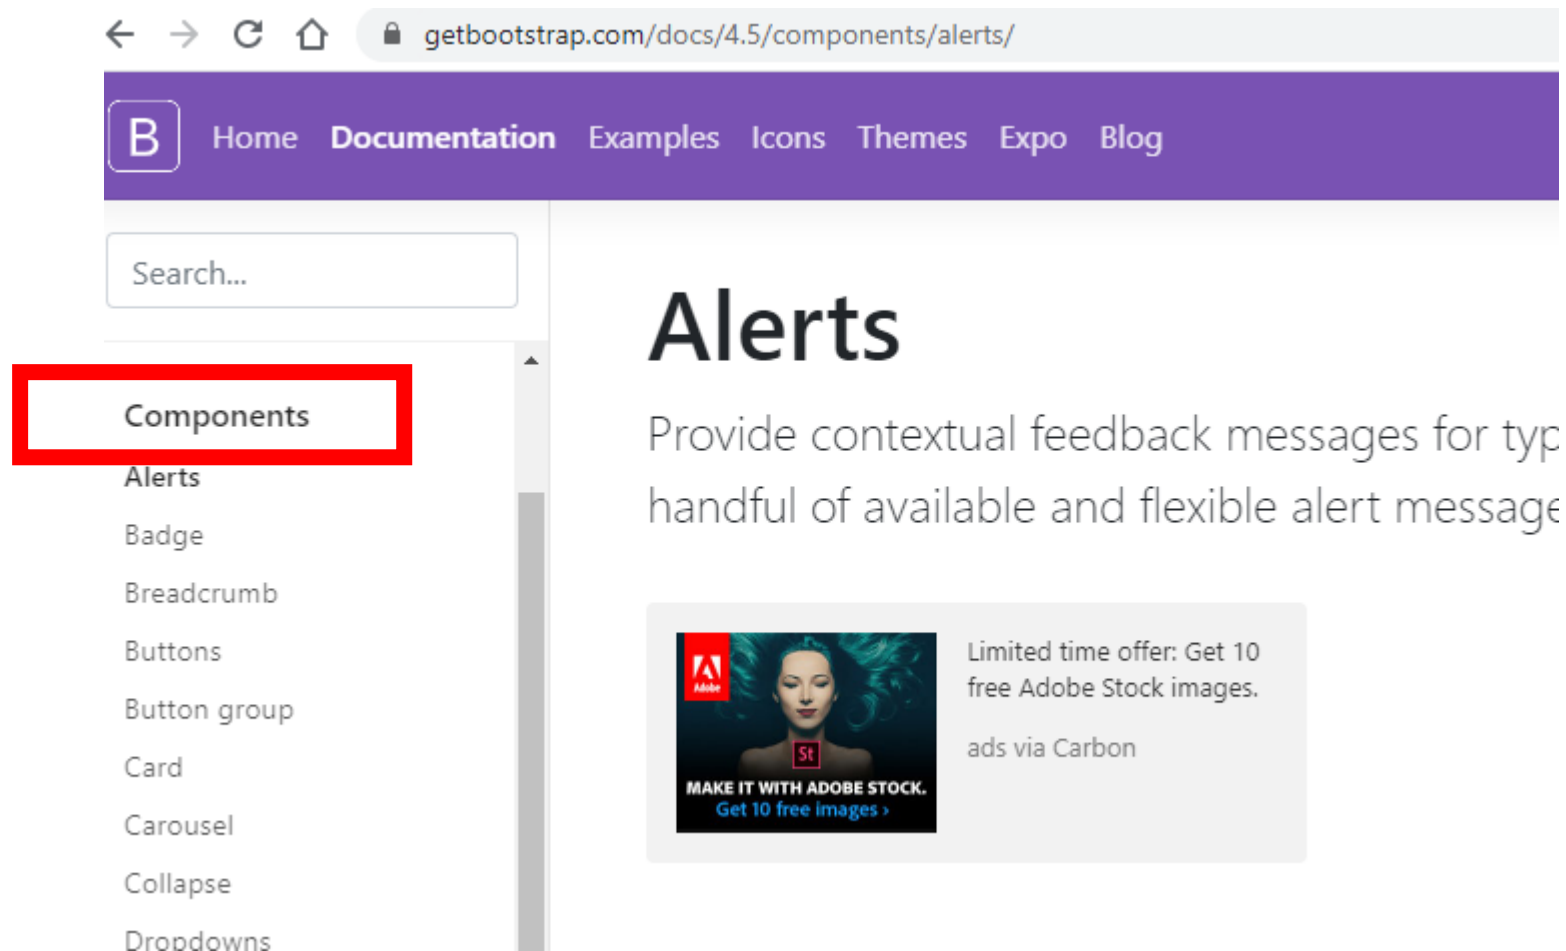 getbootstrap.com/docs/4.5/components/alerts/
B Home Documentation Examples Icons Themes Expo Blog
Search...
Components
Alerts
Badge
Breadcrumb
Buttons
Button group
Card
Carousel
Collapse
Dropdowns
Alerts
Provide contextual feedback messages for typ
handful of available and flexible alert message
Adobe
St
MAKE IT WITH ADOBE STOCK.
Get 10 free images ›
Limited time offer: Get 10
free Adobe Stock images.
ads via Carbon